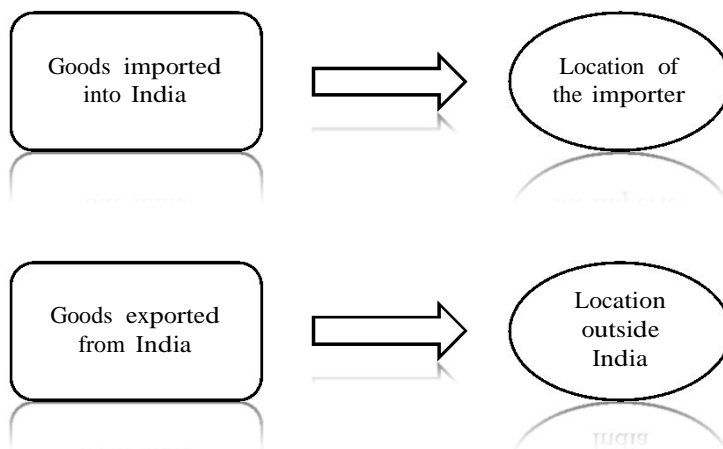 Goods imported
into India
Location of
the importer
Goods exported
from India
Location
outside
India